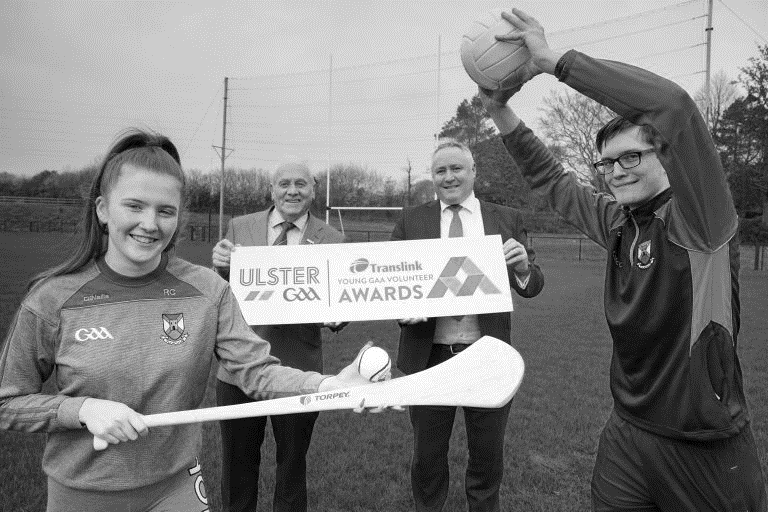 ULSTER
GAA
Translink
YOUNG GAA VOLUNTEER
AWARDS
O'Neills
RC
GAA
TORPEY